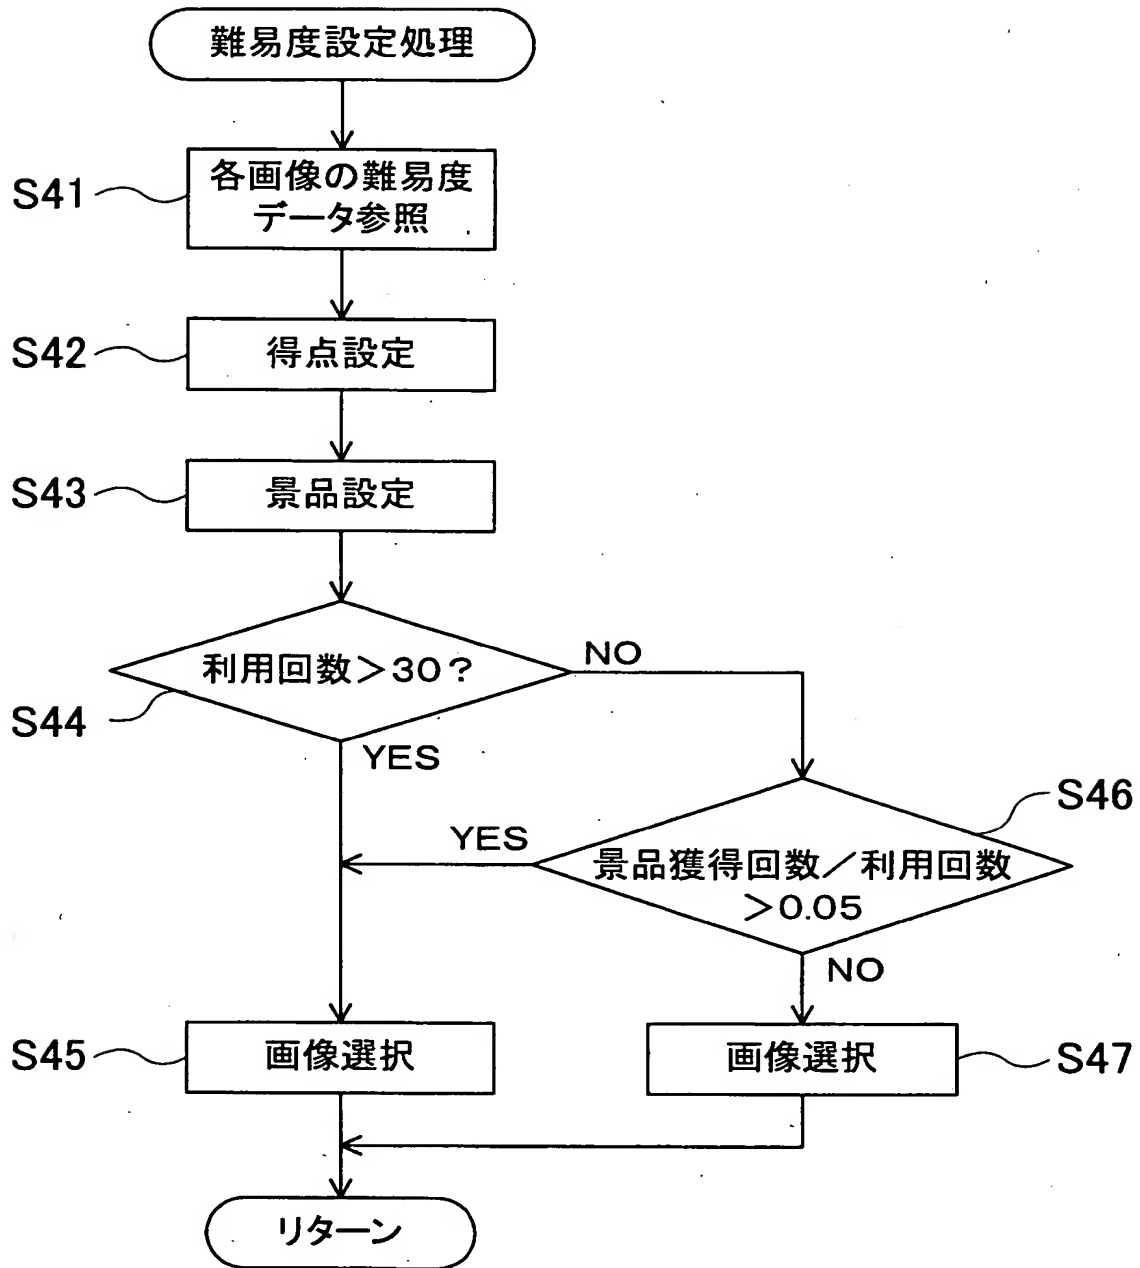 難易度設定処理
S41
各画像の難易度
データ参照
S42
得点設定
S43
景品設定
利用回数＞30？
NO
S44
YES
S46
YES
景品獲得回数／利用回数
＞0.05
NO
S45
画像選択
画像選択
S47
リターン